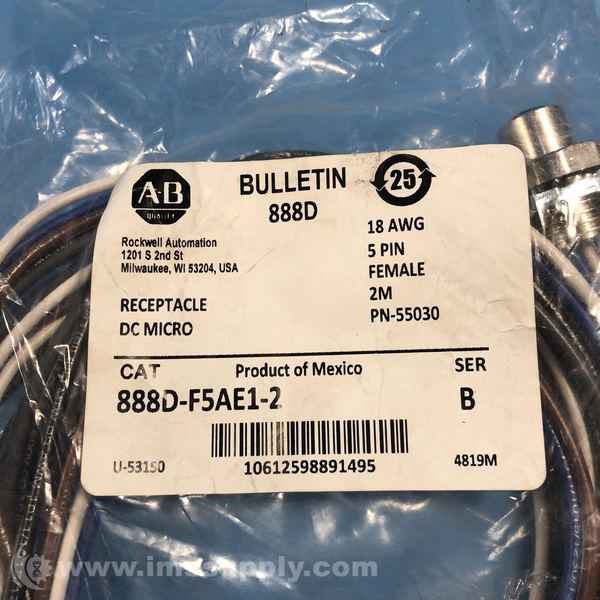 AB
QUALITY
BULLETIN
888D
25
Rockwell Automation
1201 S 2nd St
Milwaukee, WI 53204, USA
18 AWG
5 PIN
FEMALE
2M
PN-55030
RECEPTACLE
DC MICRO
CAT
Product of Mexico
SER
888D-F5AE1-2
B
U-53150
10612598891495
4819M
www.imssupply.com